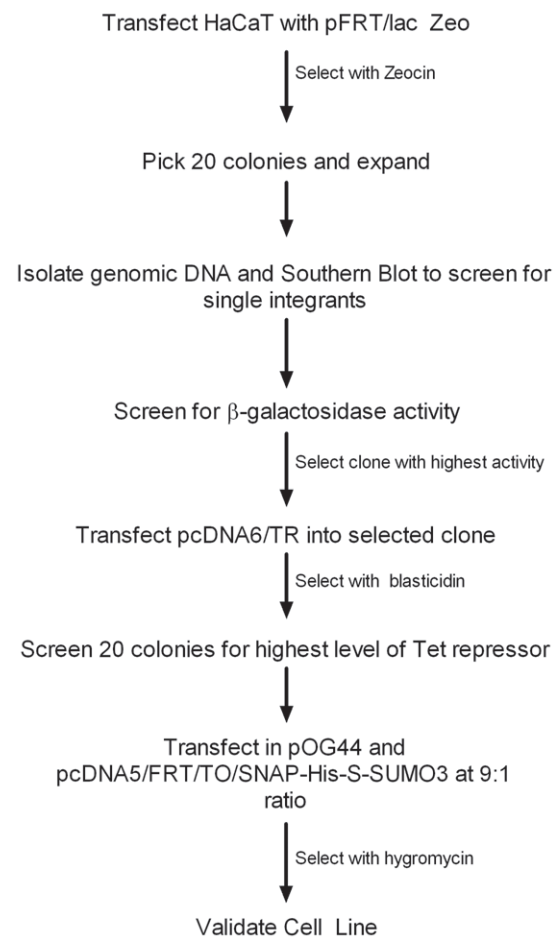 Transfect HaCaT with pFRT/lac Zeo
Select with Zeocin
Pick 20 colonies and expand
Isolate genomic DNA and Southern Blot to screen for
single integrants
Screen for β-galactosidase activity
Select clone with highest activity
Transfect pcDNA6/TR into selected clone
Select with blasticidin
Screen 20 colonies for highest level of Tet repressor
Transfect in pOG44 and
pcDNA5/FRT/TO/SNAP-His-S-SUMO3 at 9:1
ratio
Select with hygromycin
Validate Cell Line